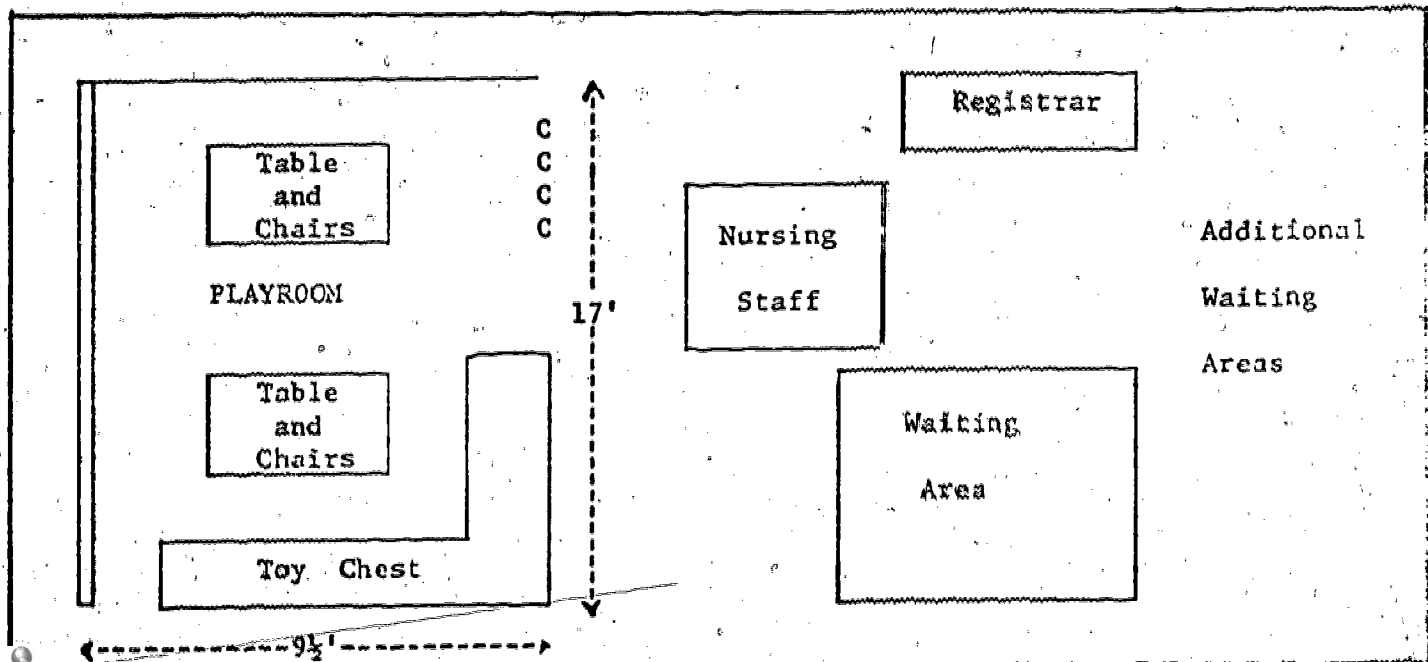 Table
and
Chairs
C
C
C
C
PLAYROOM
Table
and
Chairs
Toy Chest
17'
9½'
Registrar
Nursing
Staff
Waiting
Area
Additional
Waiting
Areas